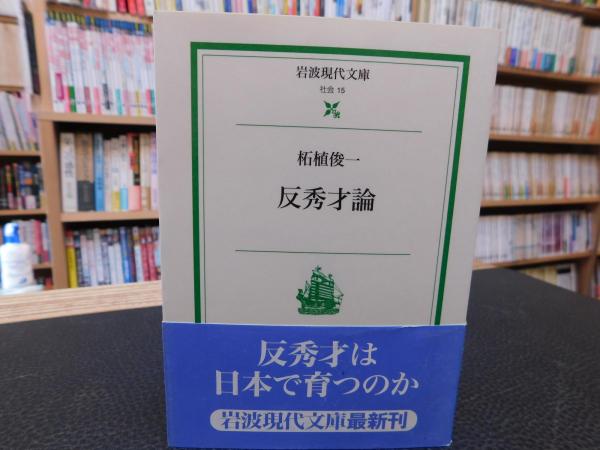 岩波現代文庫
社会 15
柘植俊一
反秀才論
反秀才は
日本で育つのか
岩波現代文庫最新刊